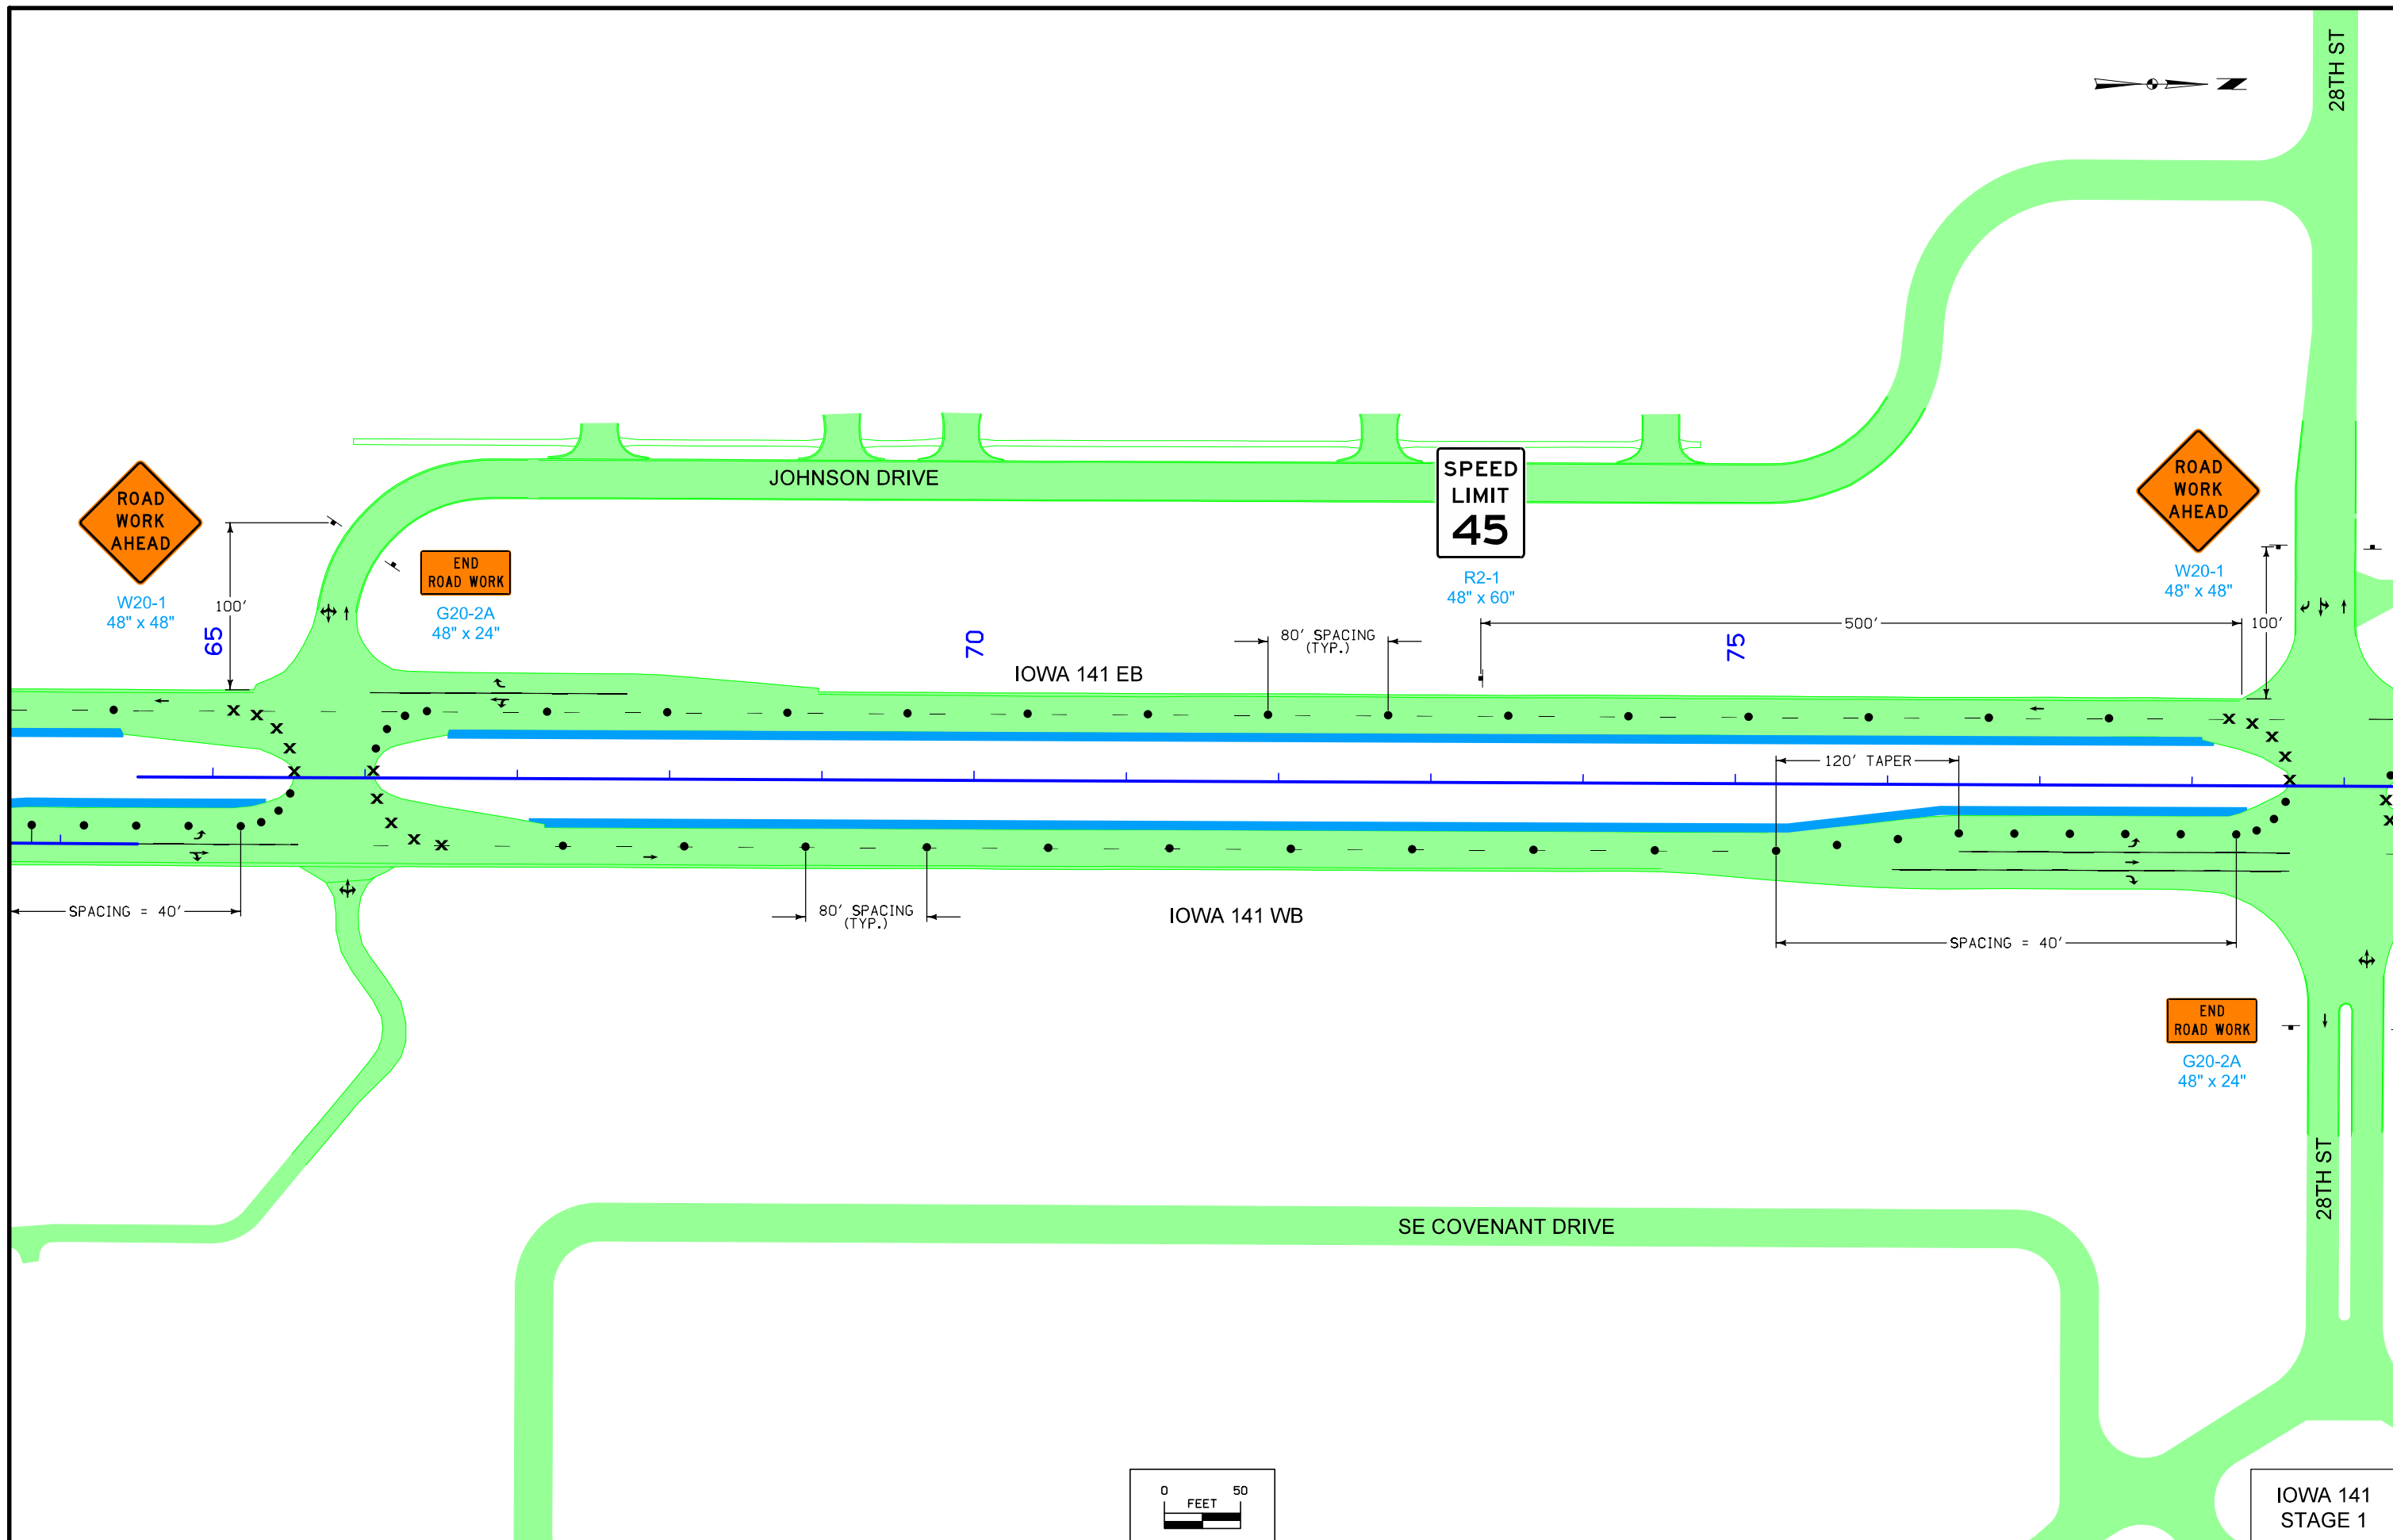 28TH ST
N
ROAD
WORK
AHEAD
W20-1
48" x 48"
100'
65
END
ROAD WORK
G20-2A
48" x 24"
JOHNSON DRIVE
SPEED
LIMIT
45
R2-1
48" x 60"
ROAD
WORK
AHEAD
W20-1
48" x 48"
100'
500'
70
75
80' SPACING
(TYP.)
IOWA 141 EB
120' TAPER
X X X X X X X X X X
X X X X X X X
SPACING = 40'
80' SPACING
(TYP.)
IOWA 141 WB
SPACING = 40'
END
ROAD WORK
G20-2A
48" x 24"
28TH ST
SE COVENANT DRIVE
0 50
FEET
IOWA 141
STAGE 1